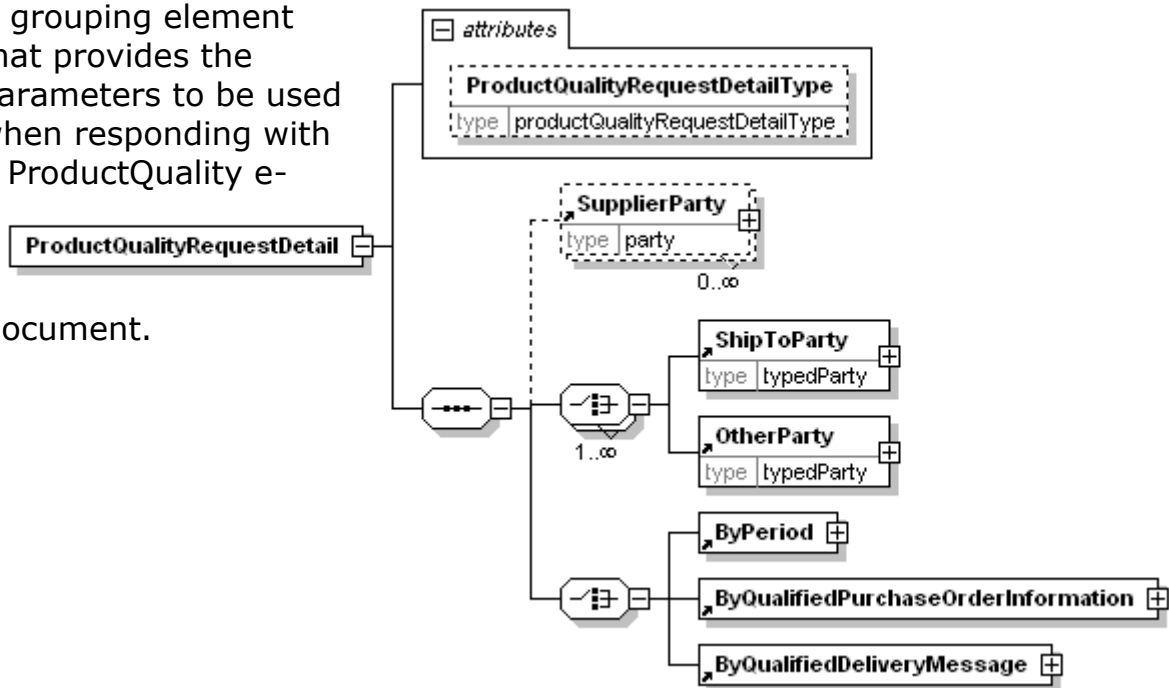 grouping element
hat provides the
arameters to be used
when responding with
ProductQuality e-
ocument.
attributes
ProductQualityRequestDetailType
type productQualityRequestDetailType
SupplierParty
type party
0..∞
ProductQualityRequestDetail
ShipToParty
type typedParty
1..∞
OtherParty
type typedParty
ByPeriod
ByQualifiedPurchaseOrderInformation
ByQualifiedDeliveryMessage